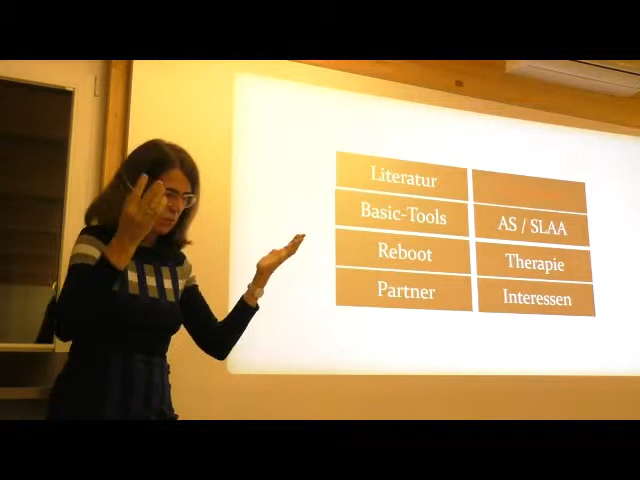 Literatur
Basic-Tools
AS / SLAA
Reboot
Therapie
Partner
Interessen